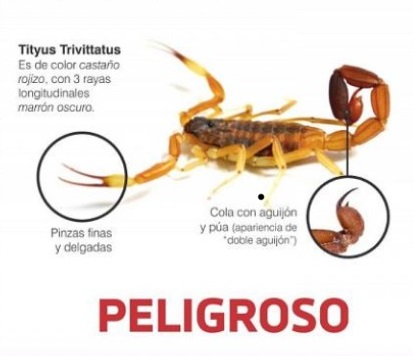 Tityus Trivittatus
Es de color castaño
rojizo, con 3 rayas
longitudinales
marrón oscuro.
Pinzas finas
y delgadas
Cola con aguijón
y púa (apariencia de
"doble aguijón")
PELIGROSO